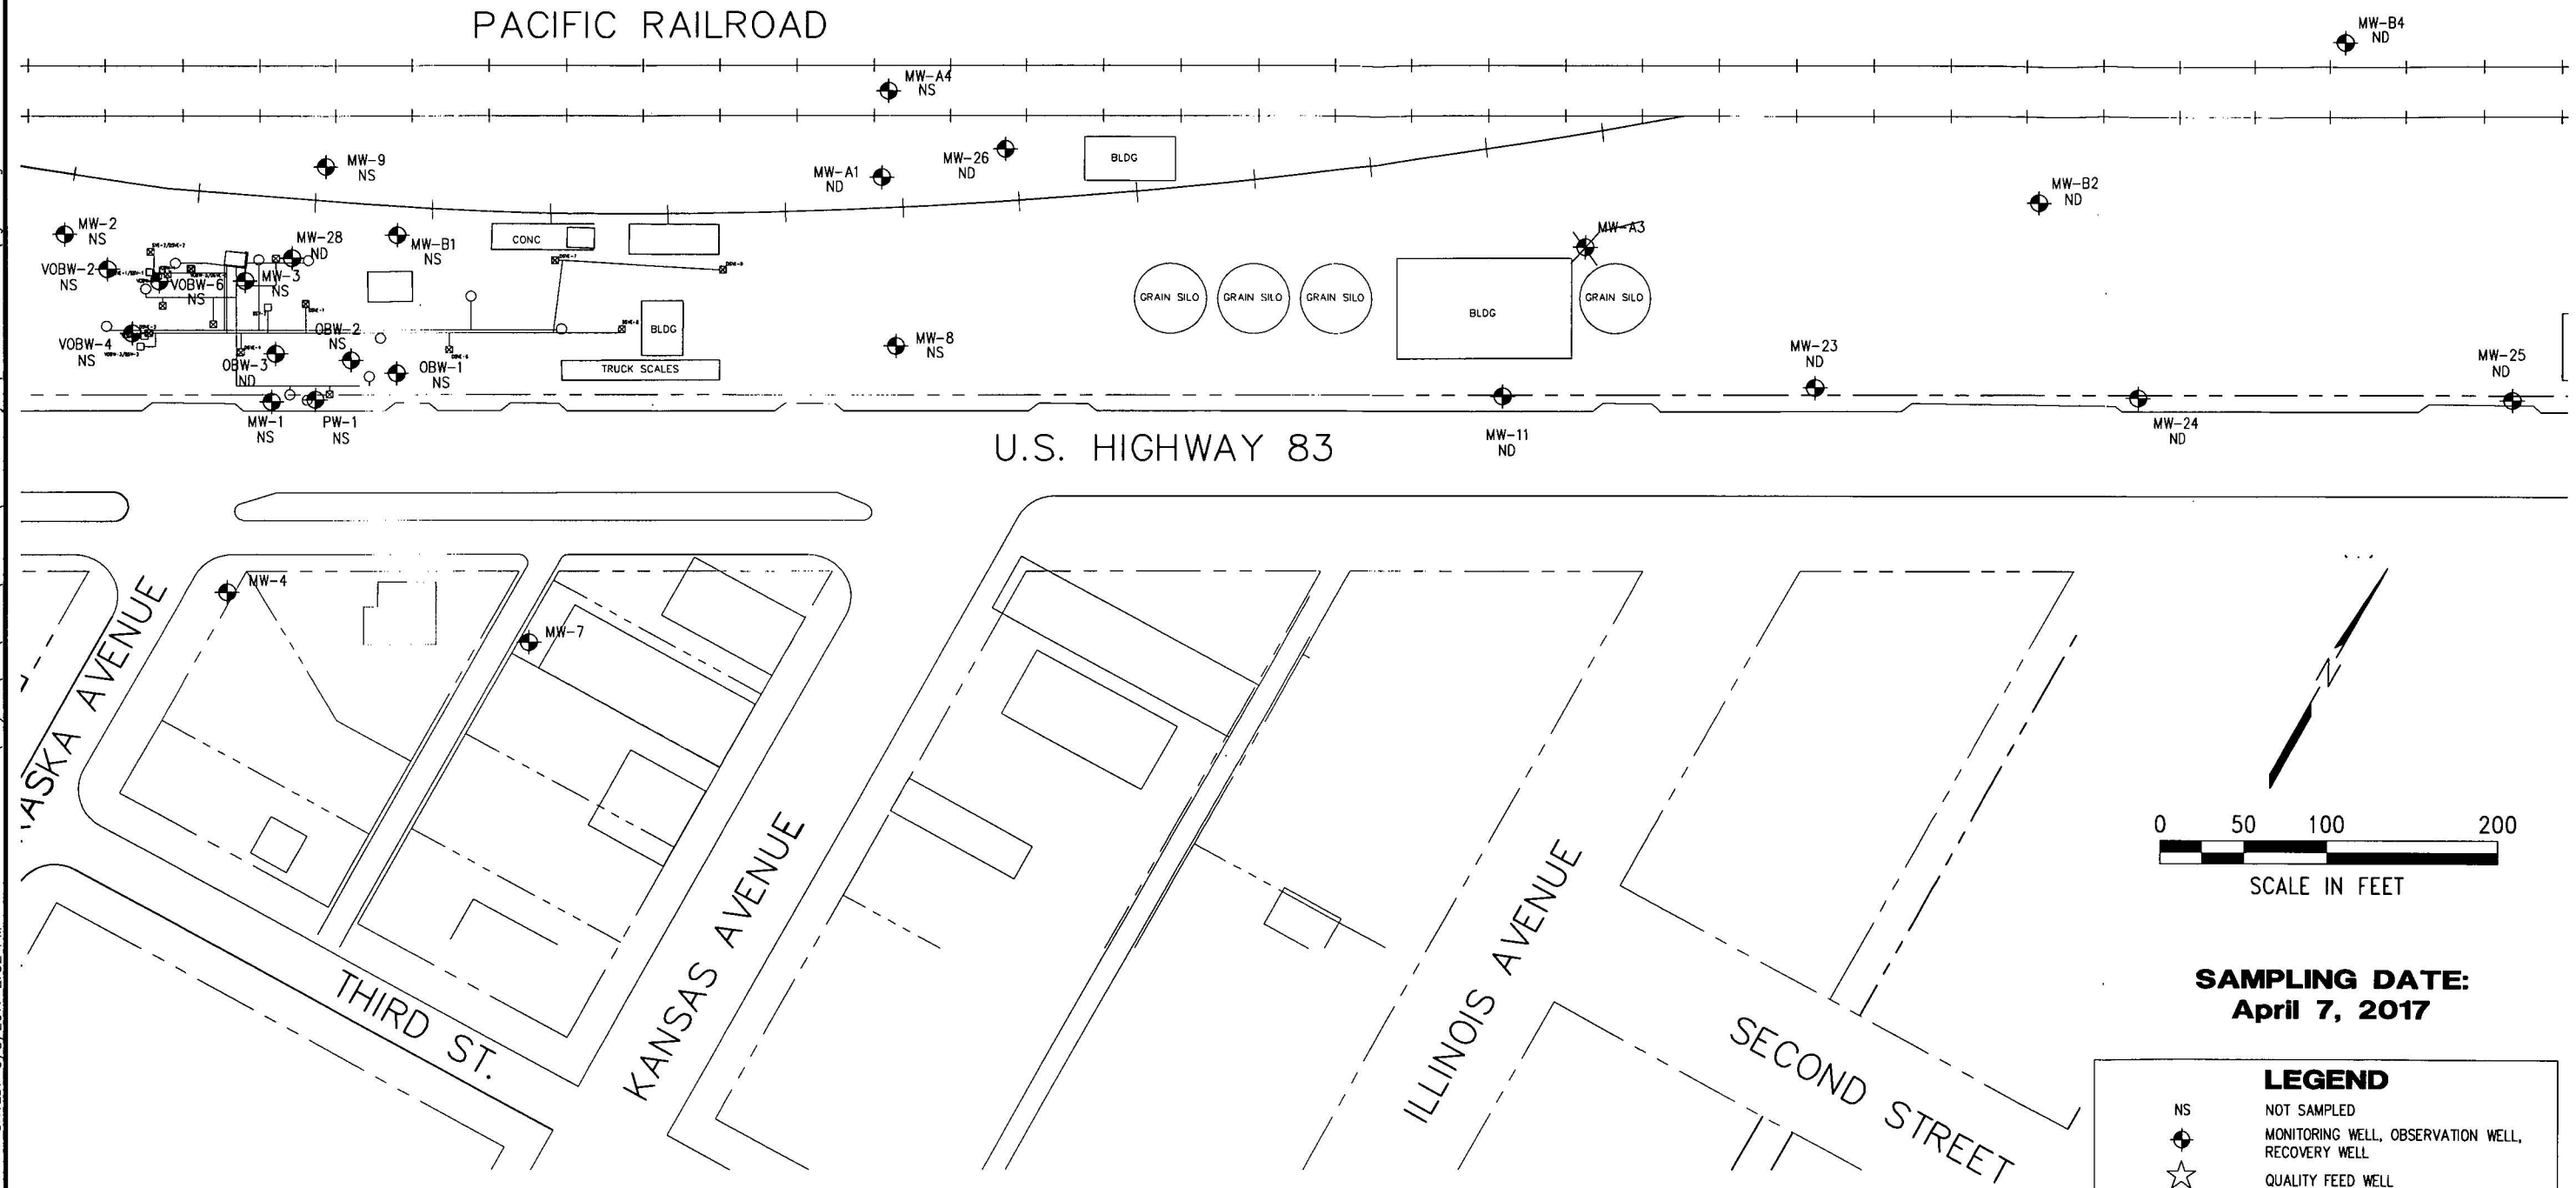 PACIFIC RAILROAD
MW-B4
ND
MW-A4
NS
MW-9
NS
MW-A1
ND
MW-26
ND
BLDG
MW-B2
ND
MW-2
NS
MW-28
ND
MW-B1
NS
CONC
MW-A3
VOBW-2
NS
VOBW-6
NS
MW-3
NS
GRAIN SILO
GRAIN SILO
GRAIN SILO
BLDG
GRAIN SILO
VOBW-4
NS
OBW-2
NS
BLDG
OBW-3
ND
OBW-1
NS
TRUCK SCALES
MW-8
NS
MW-23
ND
MW-25
ND
MW-1
NS
PW-1
NS
U.S. HIGHWAY 83
MW-11
ND
MW-24
ND
MW-4
MW-7
ASKA AVENUE
N
0 50 100 200
SCALE IN FEET
THIRD ST.
KANSAS AVENUE
ILLINOIS AVENUE
SECOND STREET
SAMPLING DATE:
April 7, 2017
LEGEND
NS NOT SAMPLED
MONITORING WELL, OBSERVATION WELL,
RECOVERY WELL
QUALITY FEED WELL